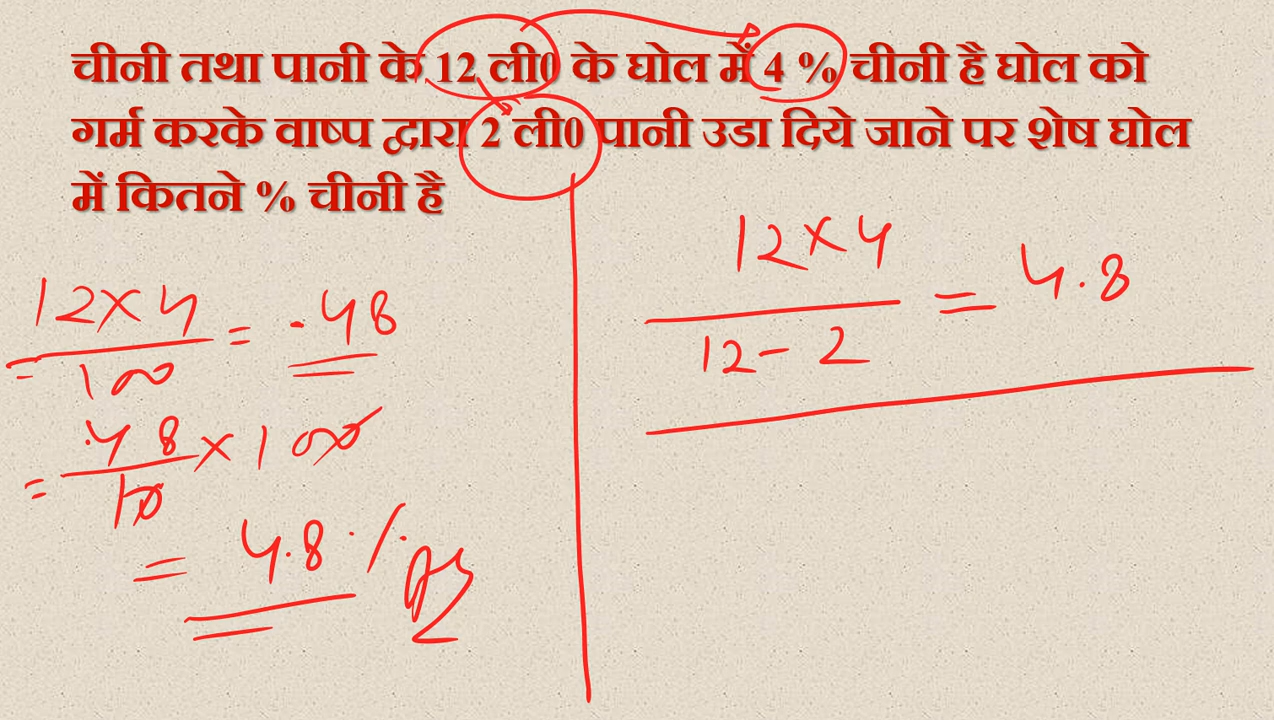 चीनी तथा पानी के 12 ली0 के घोल में 4 % चीनी है घोल को
गर्म करके वाष्प द्वारा 2 ली0 पानी उडा दिये जाने पर शेष घोल
में कितने % चीनी है
= 12 × 4 / 100 = .48
= .48 / 10 × 100
= 4.8 %
12 × 4 / 12 - 2 = 4.8